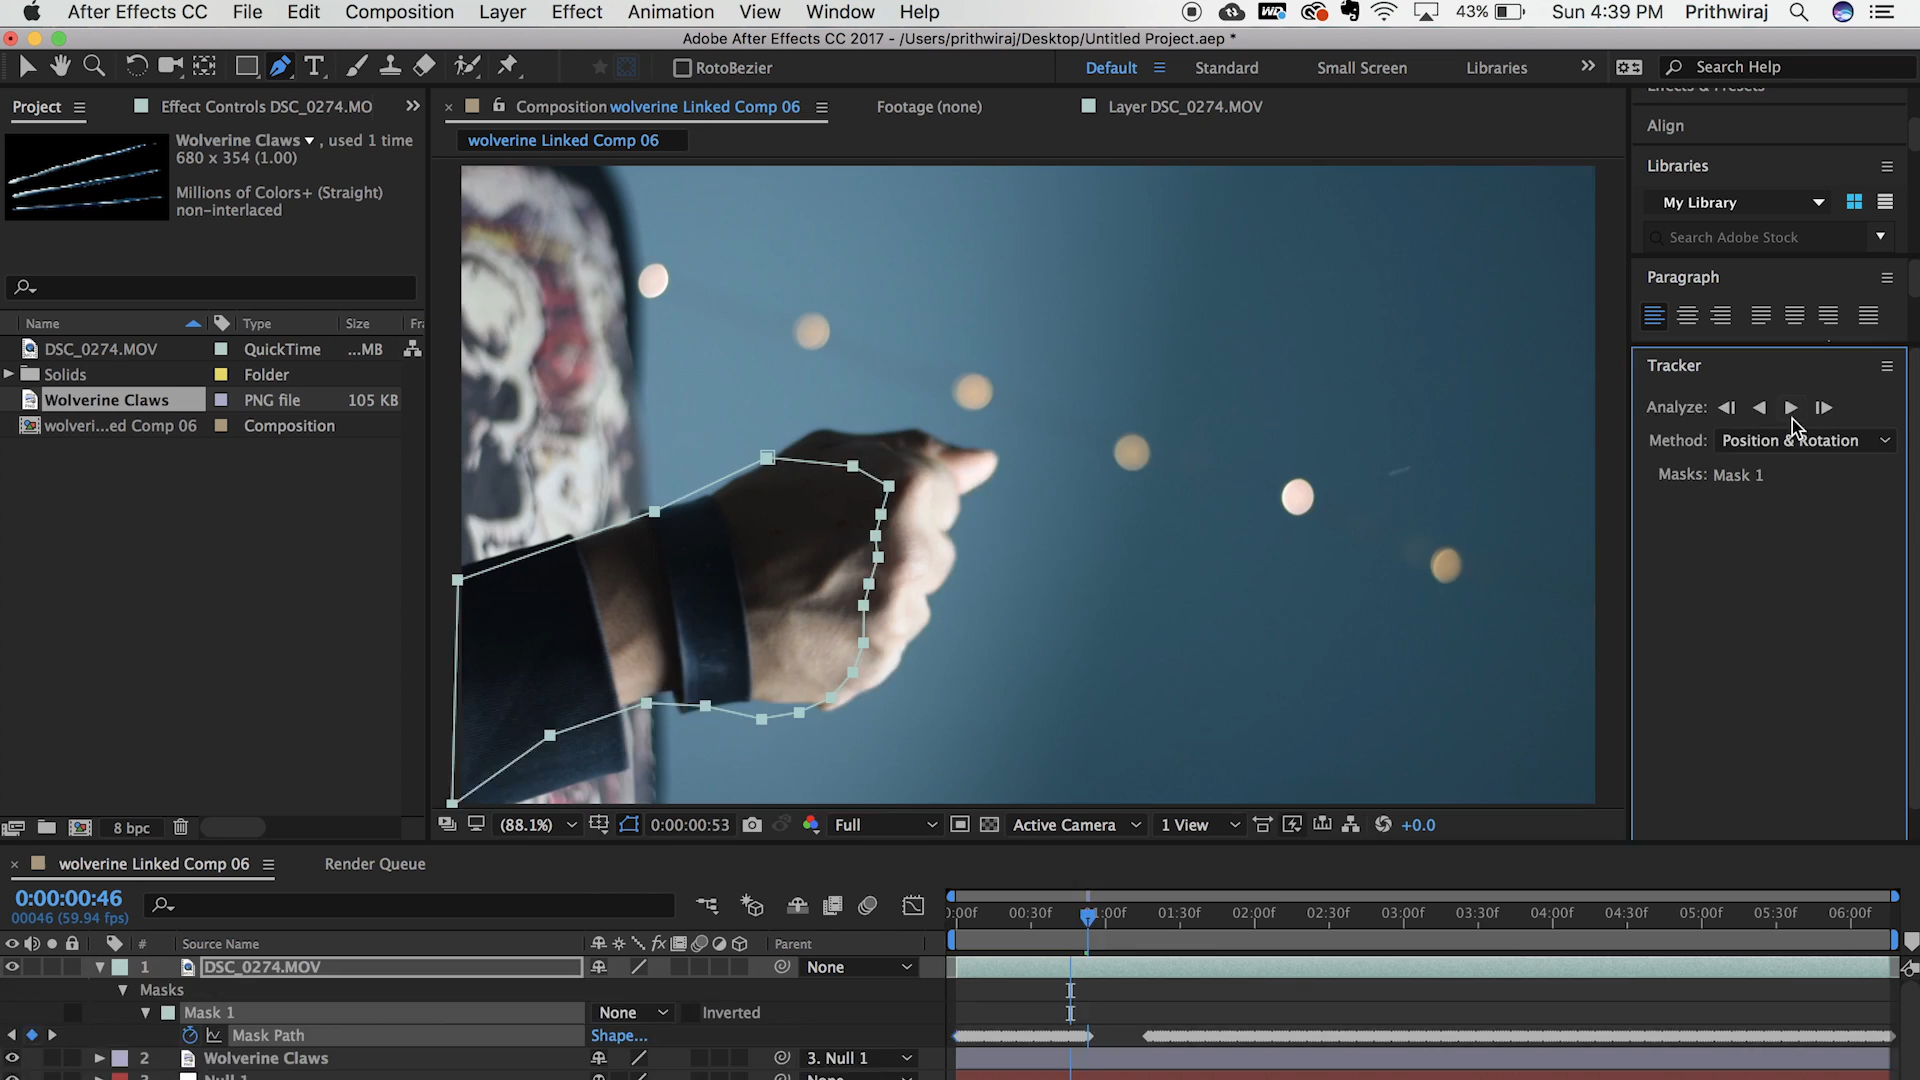 After Effects CC File Edit Composition Layer Effect Animation View Window Help 43% Sun 4:39 PM Prithwiraj
Adobe After Effects CC 2017 - /Users/prithwiraj/Desktop/Untitled Project.aep *
RotoBezier Default Standard Small Screen Libraries Search Help
Project Effect Controls DSC_0274.MO
Composition wolverine Linked Comp 06 Footage (none) Layer DSC_0274.MOV
wolverine Linked Comp 06
Wolverine Claws , used 1 time
680 x 354 (1.00)
Millions of Colors+ (Straight)
non-interlaced
Name Type Size Fr
DSC_0274.MOV QuickTime ...MB
Solids Folder
Wolverine Claws PNG file 105 KB
wolveri...ed Comp 06 Composition
8 bpc
Effects & Presets
Align
Libraries
My Library
Search Adobe Stock
Paragraph
Tracker
Analyze:
Method: Position & Rotation
Masks: Mask 1
(88.1%) 0:00:00:53 Full Active Camera 1 View +0.0
wolverine Linked Comp 06 Render Queue
0:00:00:46
00046 (59.94 fps)
):00f 00:30f 01:00f 01:30f 02:00f 02:30f 03:00f 03:30f 04:00f 04:30f 05:00f 05:30f 06:00f
# Source Name fx Parent
1 DSC_0274.MOV None
Masks
Mask 1 None Inverted
Mask Path Shape...
2 Wolverine Claws 3. Null 1
3 Null 1 None